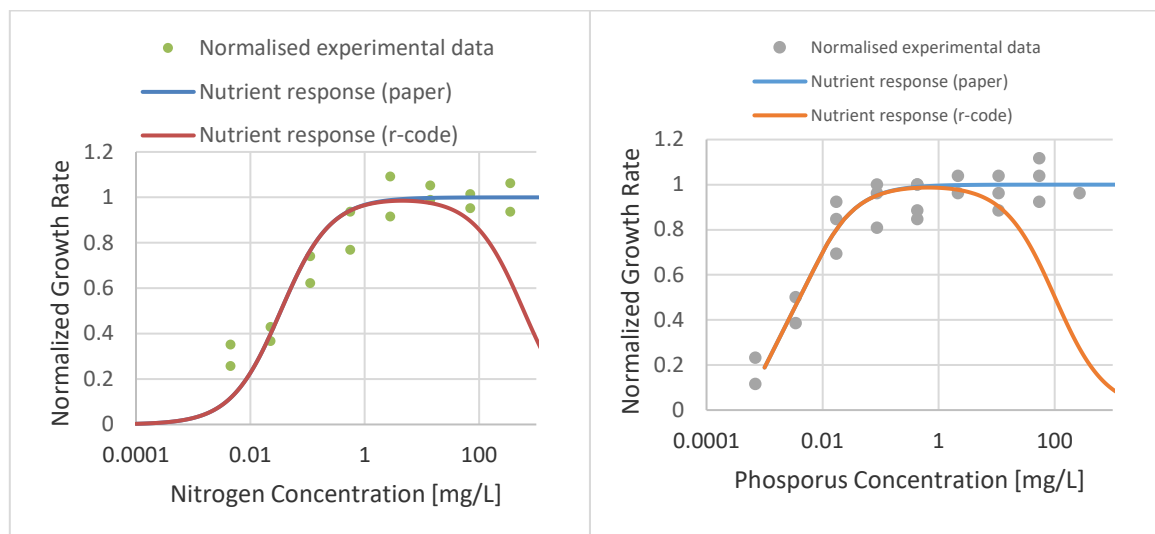 Normalised experimental data
Nutrient response (paper)
Nutrient response (r-code)
1.2
1
0.8
0.6
0.4
0.2
0
0.0001 0.01 1 100
Normalized Growth Rate
Nitrogen Concentration [mg/L]
Normalised experimental data
Nutrient response (paper)
Nutrient response (r-code)
1.2
1
0.8
0.6
0.4
0.2
0
0.0001 0.01 1 100
Normalized Growth Rate
Phosporus Concentration [mg/L]